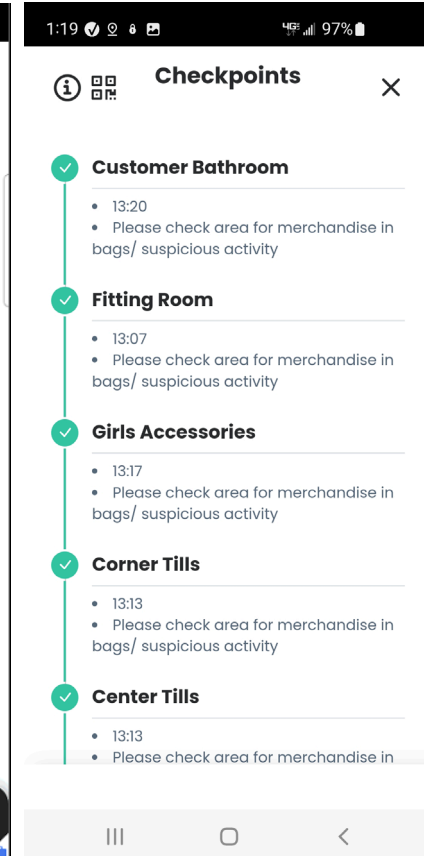 1:19 4GE 97%
Checkpoints
Customer Bathroom
13:20
Please check area for merchandise in
bags/ suspicious activity
Fitting Room
13:07
Please check area for merchandise in
bags/ suspicious activity
Girls Accessories
13:17
Please check area for merchandise in
bags/ suspicious activity
Corner Tills
13:13
Please check area for merchandise in
bags/ suspicious activity
Center Tills
13:13
Please check area for merchandise in